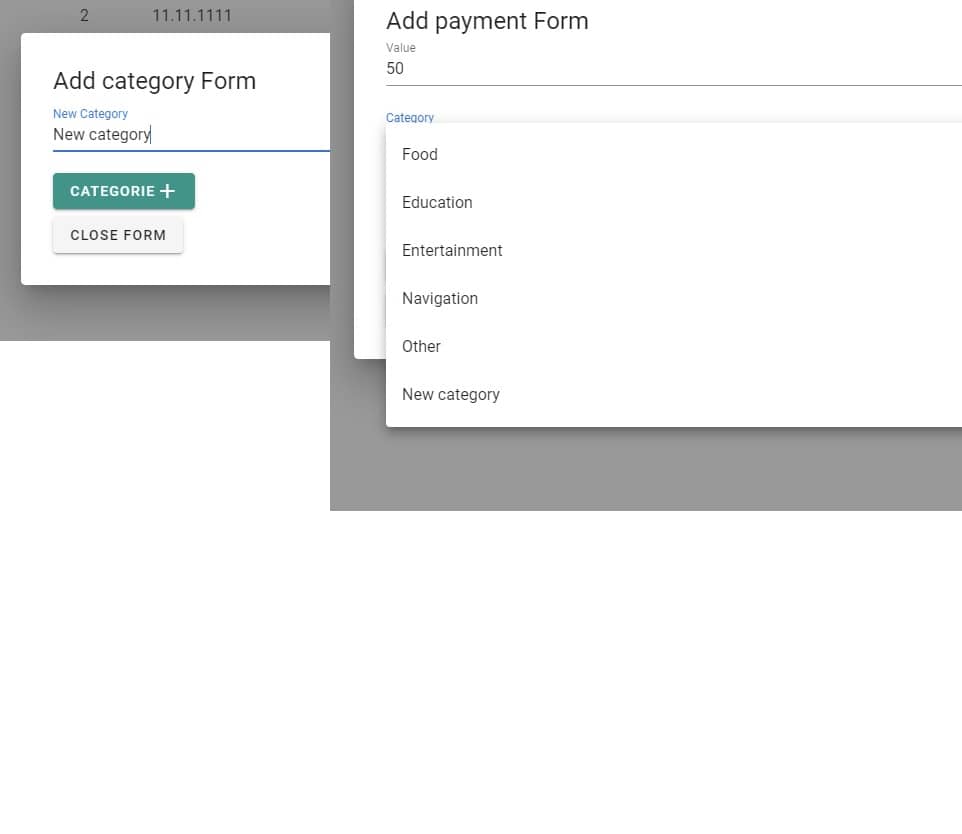 2 11.11.1111
Add category Form
New Category
New category
CATEGORIE +
CLOSE FORM
Add payment Form
Value
50
Category
Food
Education
Entertainment
Navigation
Other
New category